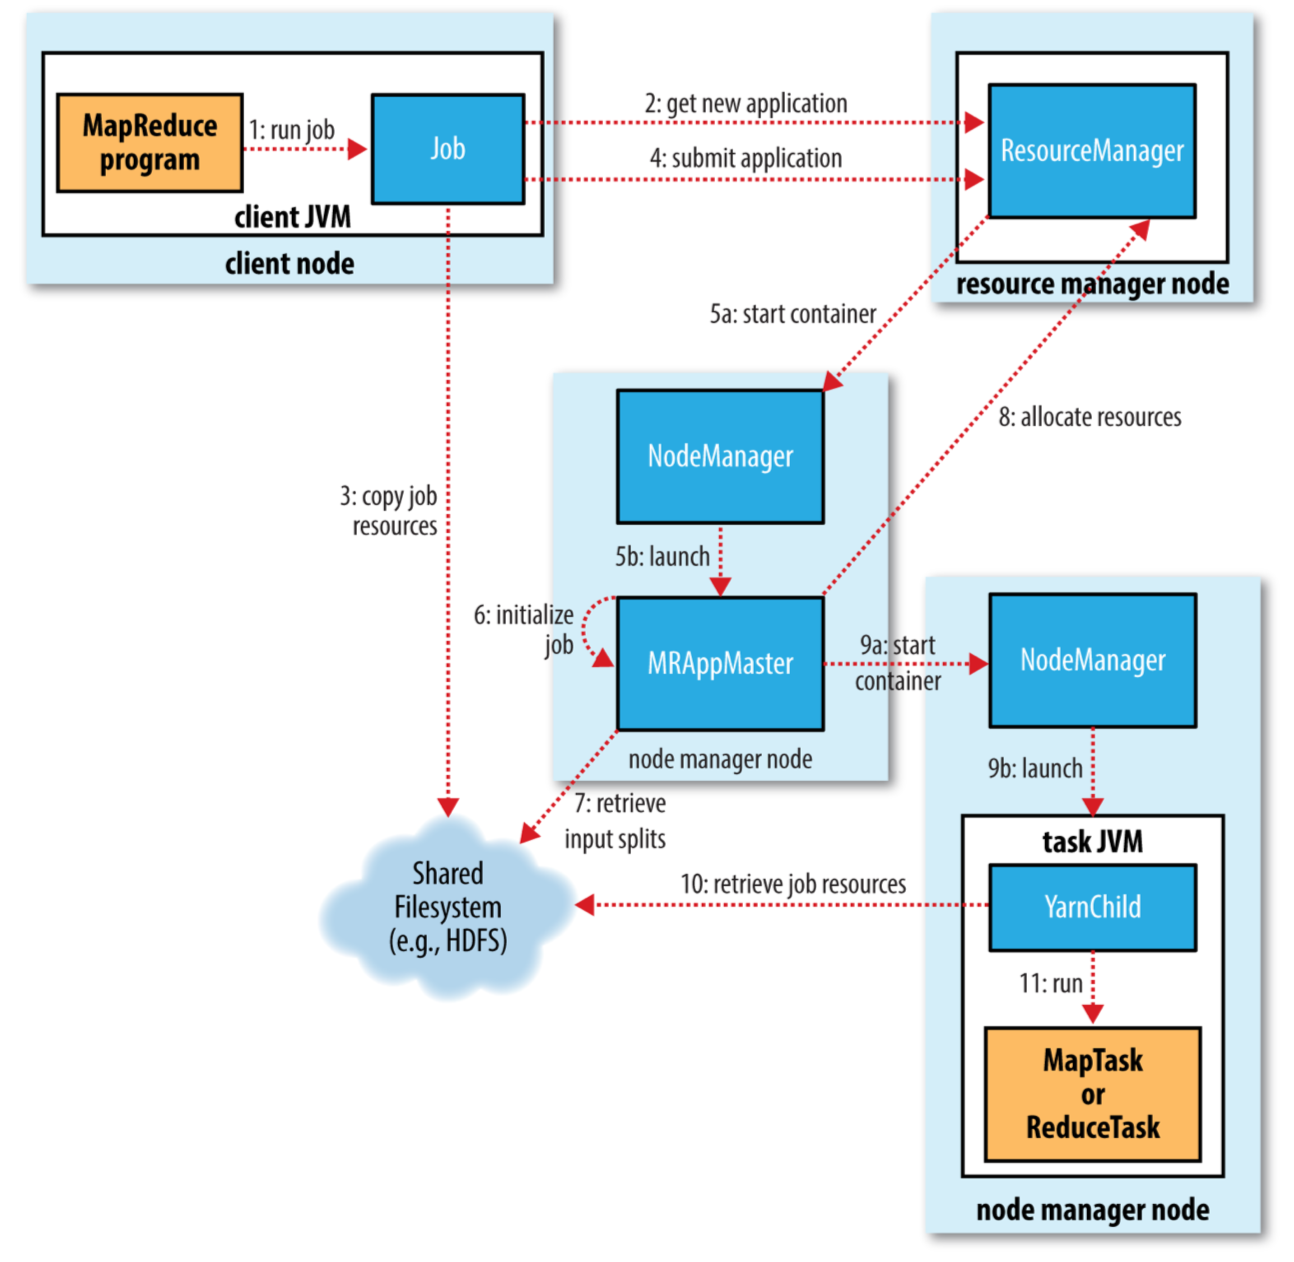 MapReduce
program
1: run job
Job
client JVM
client node
2: get new application
4: submit application
ResourceManager
resource manager node
5a: start container
8: allocate resources
3: copy job
resources
NodeManager
5b: launch
6: initialize
job
MRAppMaster
9a: start
container
node manager node
7: retrieve
input splits
NodeManager
9b: launch
task JVM
YarnChild
10: retrieve job resources
Shared
Filesystem
(e.g., HDFS)
11: run
MapTask
or
ReduceTask
node manager node